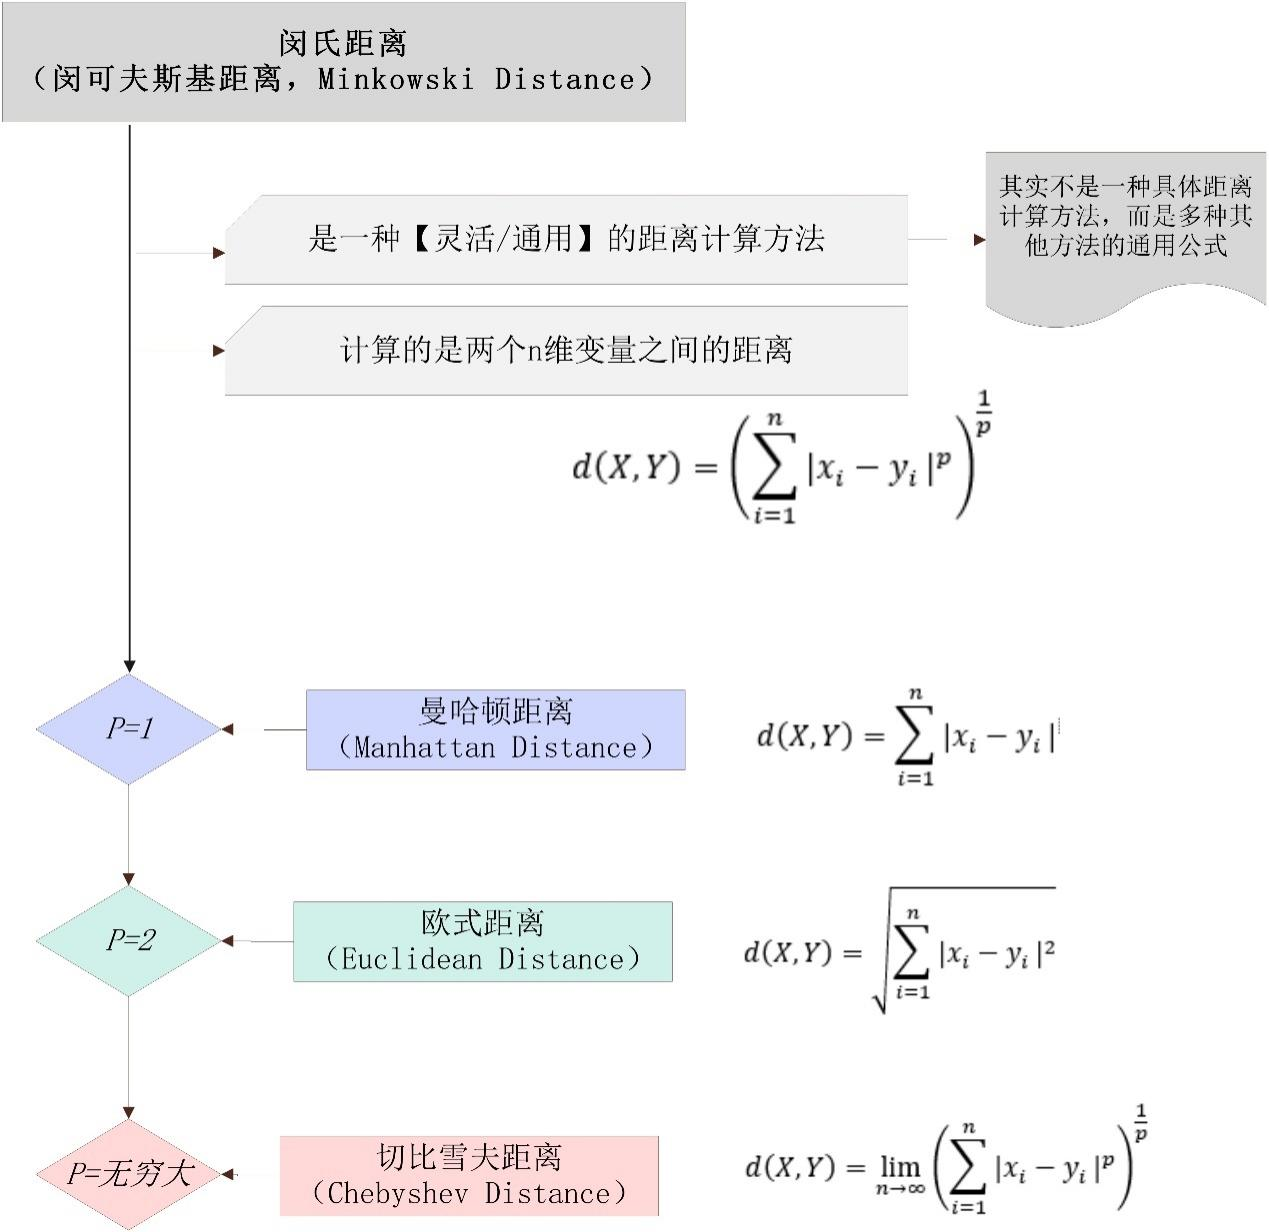 闵氏距离
（闵可夫斯基距离，Minkowski Distance）
是一种【灵活/通用】的距离计算方法
其实不是一种具体距离
计算方法，而是多种其
他方法的通用公式
计算的是两个n维变量之间的距离
d(X,Y) = (∑_{i=1}^{n} |x_i − y_i|^p)^{1/p}
P=1
曼哈顿距离
（Manhattan Distance）
d(X,Y) = ∑_{i=1}^{n} |x_i − y_i|
P=2
欧式距离
（Euclidean Distance）
d(X,Y) = √(∑_{i=1}^{n} |x_i − y_i|^2)
P=无穷大
切比雪夫距离
（Chebyshev Distance）
d(X,Y) = lim_{n→∞} (∑_{i=1}^{n} |x_i − y_i|^p)^{1/p}